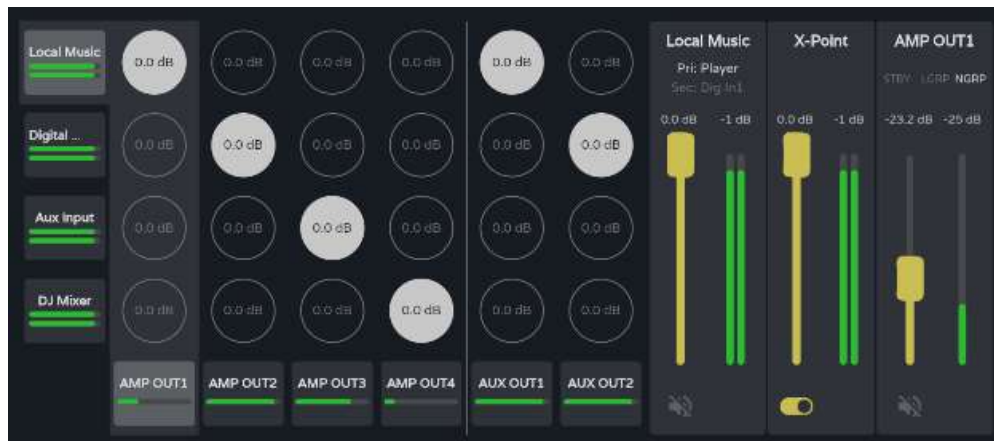 Local Music
0.0 dB 0.0 dB 0.0 dB 0.0 dB 0.0 dB 0.0 dB
Digital ...
0.0 dB 0.0 dB 0.0 dB 0.0 dB 0.0 dB 0.0 dB
Aux Input
0.0 dB 0.0 dB 0.0 dB 0.0 dB 0.0 dB 0.0 dB
DJ Mixer
0.0 dB 0.0 dB 0.0 dB 0.0 dB 0.0 dB 0.0 dB
AMP OUT1 AMP OUT2 AMP OUT3 AMP OUT4 AUX OUT1 AUX OUT2
Local Music
Pri: Player
Sec: Dig In1
0.0 dB -1 dB
X-Point
0.0 dB -1 dB
AMP OUT1
STBY LGRP NGRP
-23.2 dB -25 dB